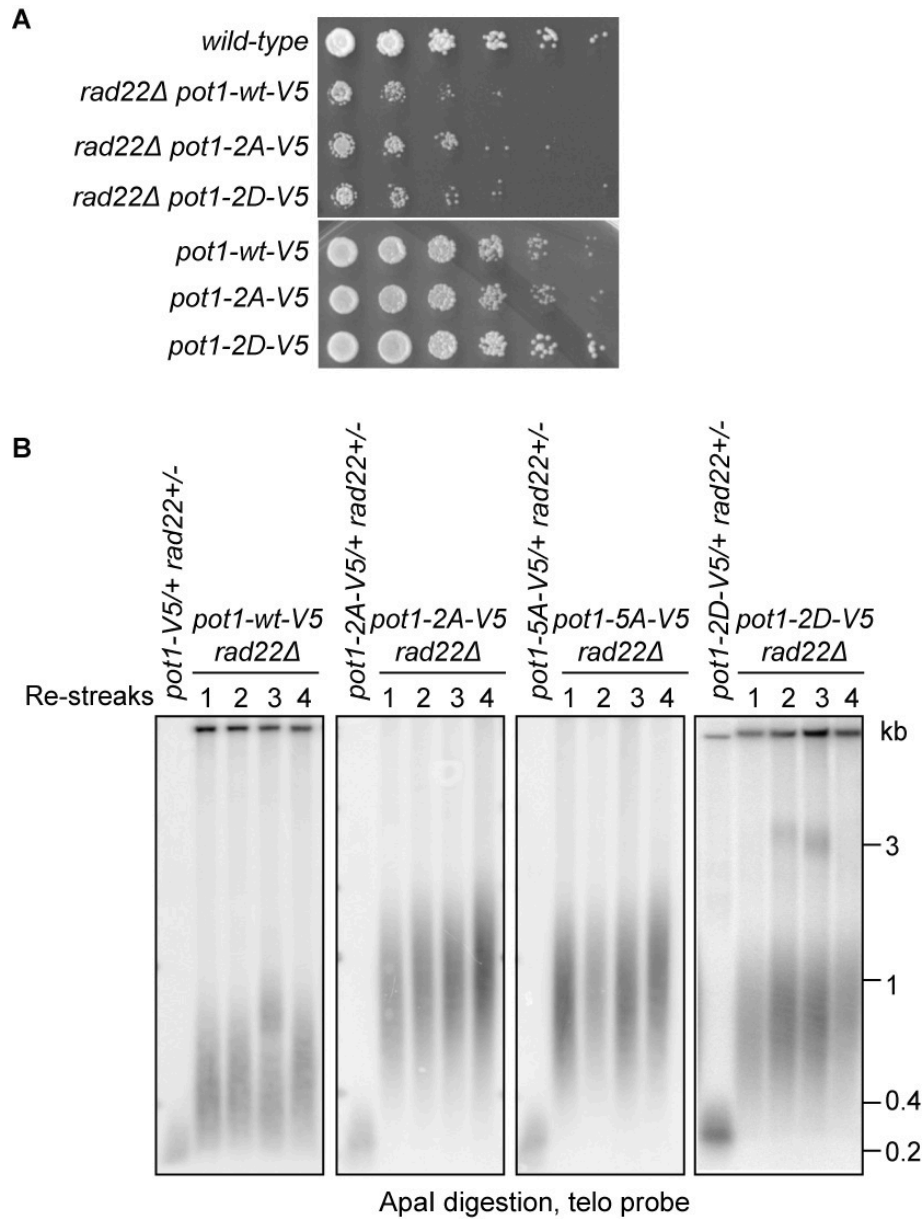 A
wild-type
rad22Δ pot1-wt-V5
rad22Δ pot1-2A-V5
rad22Δ pot1-2D-V5
pot1-wt-V5
pot1-2A-V5
pot1-2D-V5
B
pot1-V5/+ rad22+/-
pot1-wt-V5
rad22Δ
pot1-2A-V5/+ rad22+/-
pot1-2A-V5
rad22Δ
pot1-5A-V5/+ rad22+/-
pot1-5A-V5
rad22Δ
pot1-2D-V5/+ rad22+/-
pot1-2D-V5
rad22Δ
Re-streaks 1 2 3 4 1 2 3 4 1 2 3 4 1 2 3 4
kb
3
1
0.4
0.2
ApaI digestion, telo probe